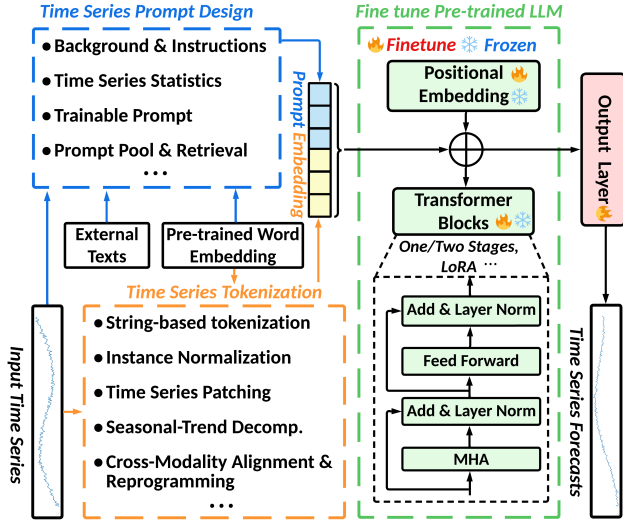 Time Series Prompt Design
Background & Instructions
Time Series Statistics
Trainable Prompt
Prompt Pool & Retrieval
...
Prompt Embedding
External
Texts
Pre-trained Word
Embedding
Time Series Tokenization
String-based tokenization
Instance Normalization
Time Series Patching
Seasonal-Trend Decomp.
Cross-Modality Alignment &
Reprogramming
...
Input Time Series
Fine tune Pre-trained LLM
Finetune Frozen
Positional
Embedding
Transformer
Blocks
One/Two Stages,
LoRA ...
Add & Layer Norm
Feed Forward
Add & Layer Norm
MHA
Output Layer
Time Series Forecasts